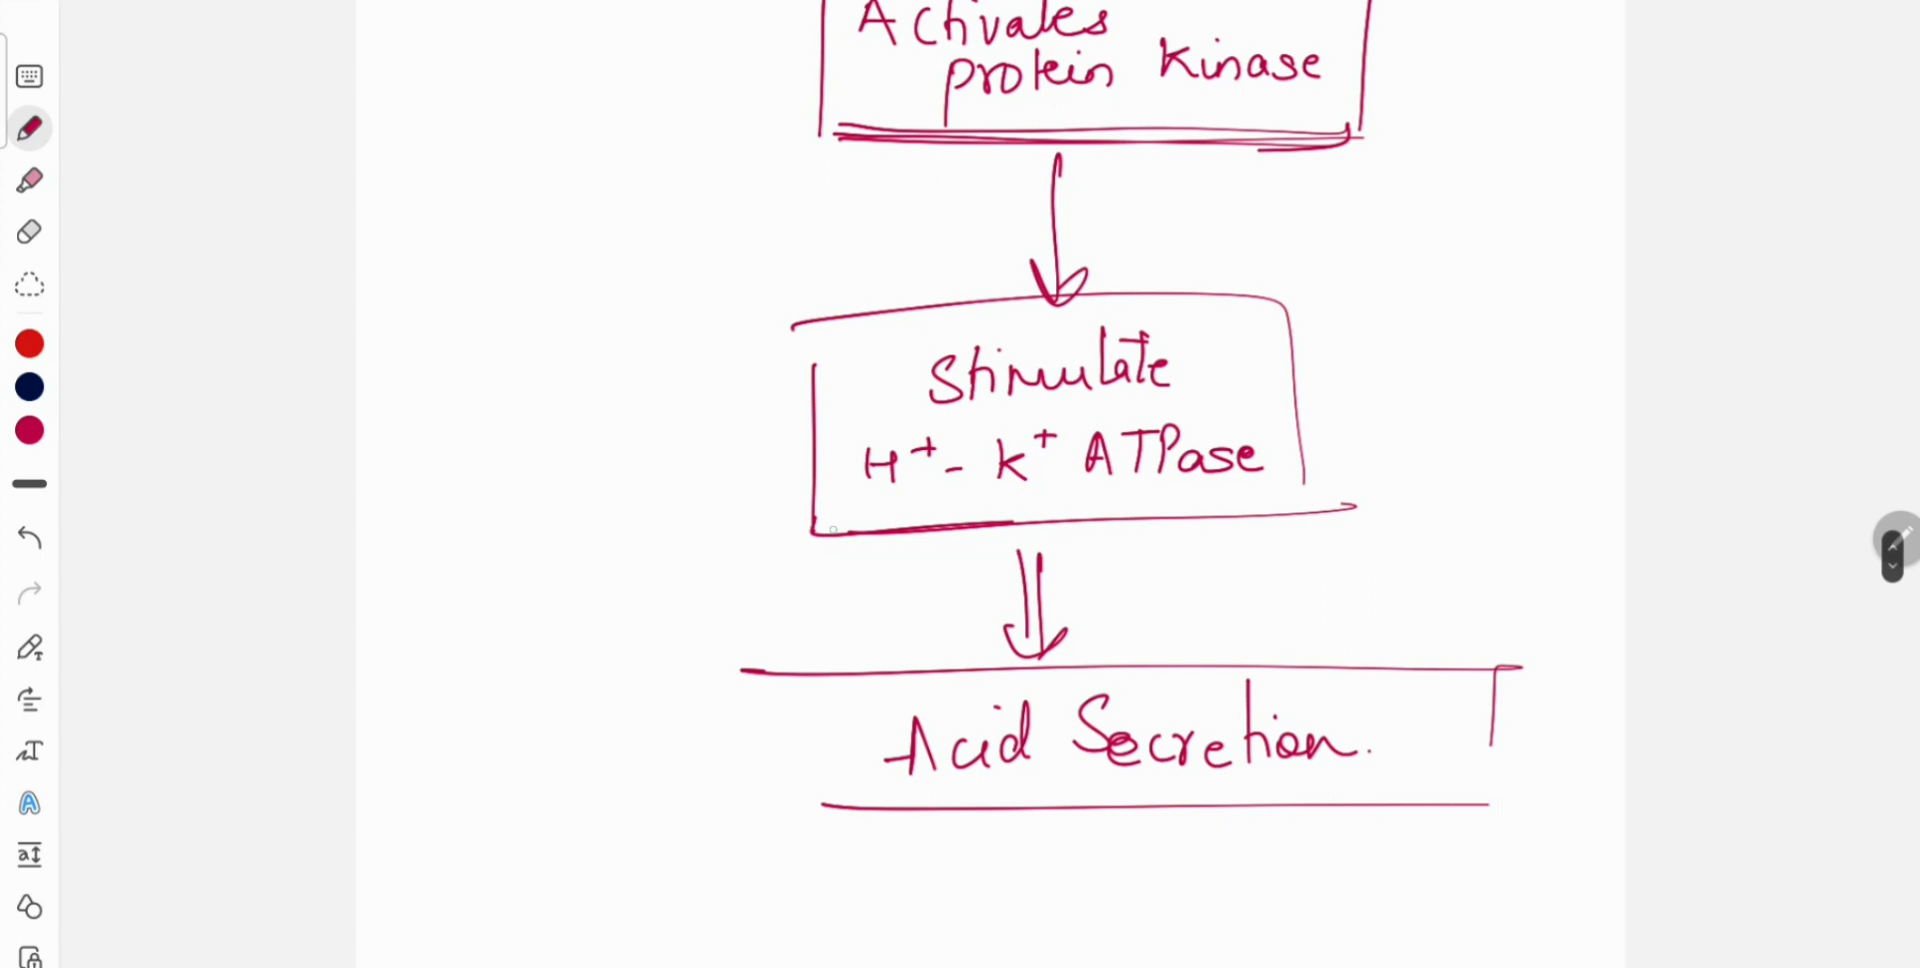 Activates
protein Kinase
Stimulate
H⁺- K⁺ ATPase
Acid Secretion.